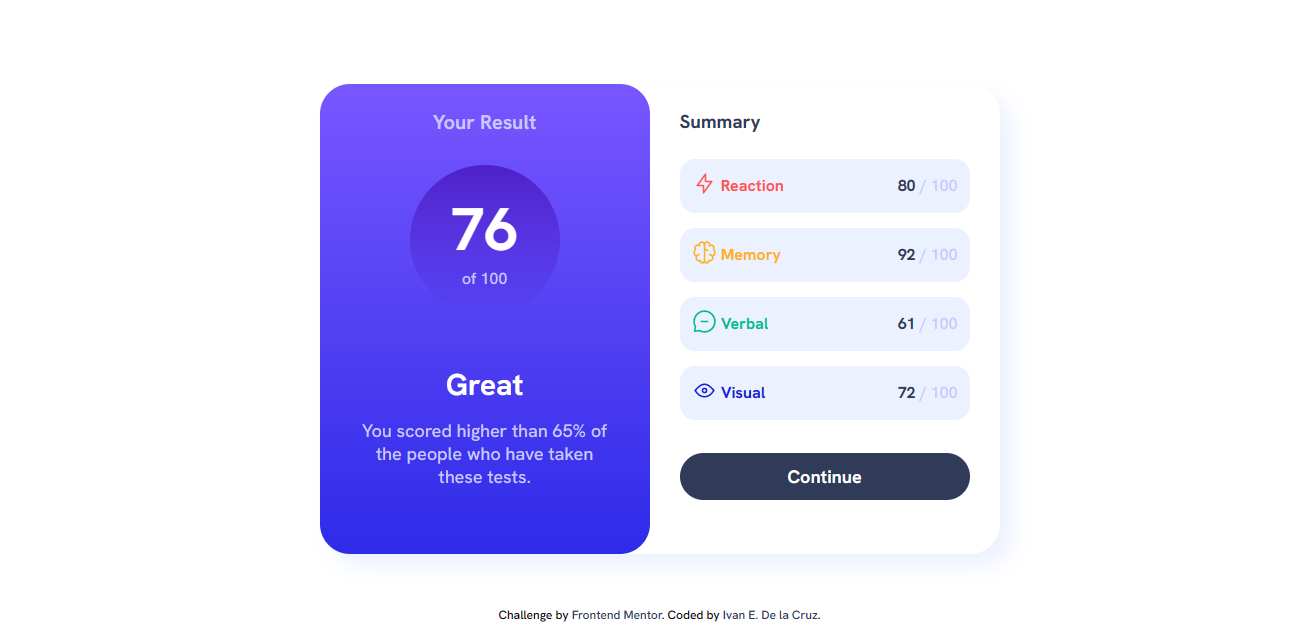 Your Result
76
of 100
Great
You scored higher than 65% of
the people who have taken
these tests.
Summary
Reaction 80 / 100
Memory 92 / 100
Verbal 61 / 100
Visual 72 / 100
Continue
Challenge by Frontend Mentor. Coded by Ivan E. De la Cruz.